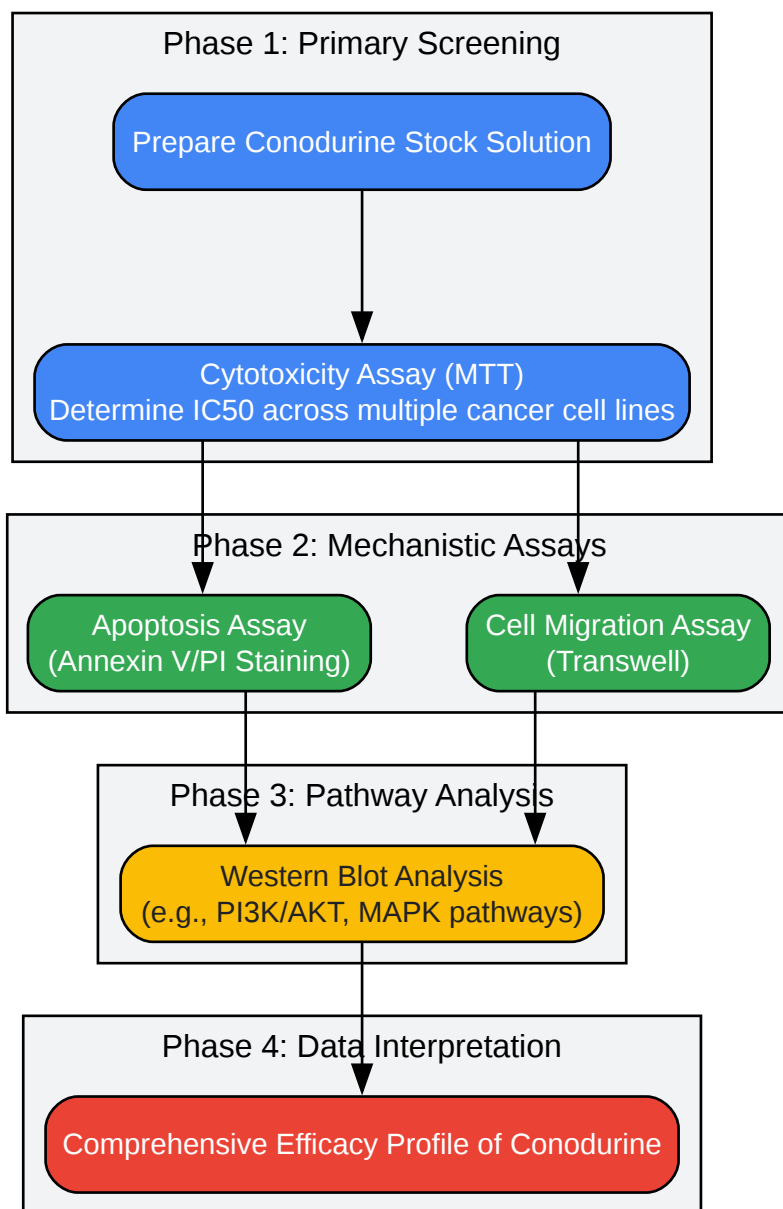 Phase 1: Primary Screening
Prepare Conodurine Stock Solution
Cytotoxicity Assay (MTT)
Determine IC50 across multiple cancer cell lines
Phase 2: Mechanistic Assays
Apoptosis Assay
(Annexin V/PI Staining)
Cell Migration Assay
(Transwell)
Phase 3: Pathway Analysis
Western Blot Analysis
(e.g., PI3K/AKT, MAPK pathways)
Phase 4: Data Interpretation
Comprehensive Efficacy Profile of Conodurine